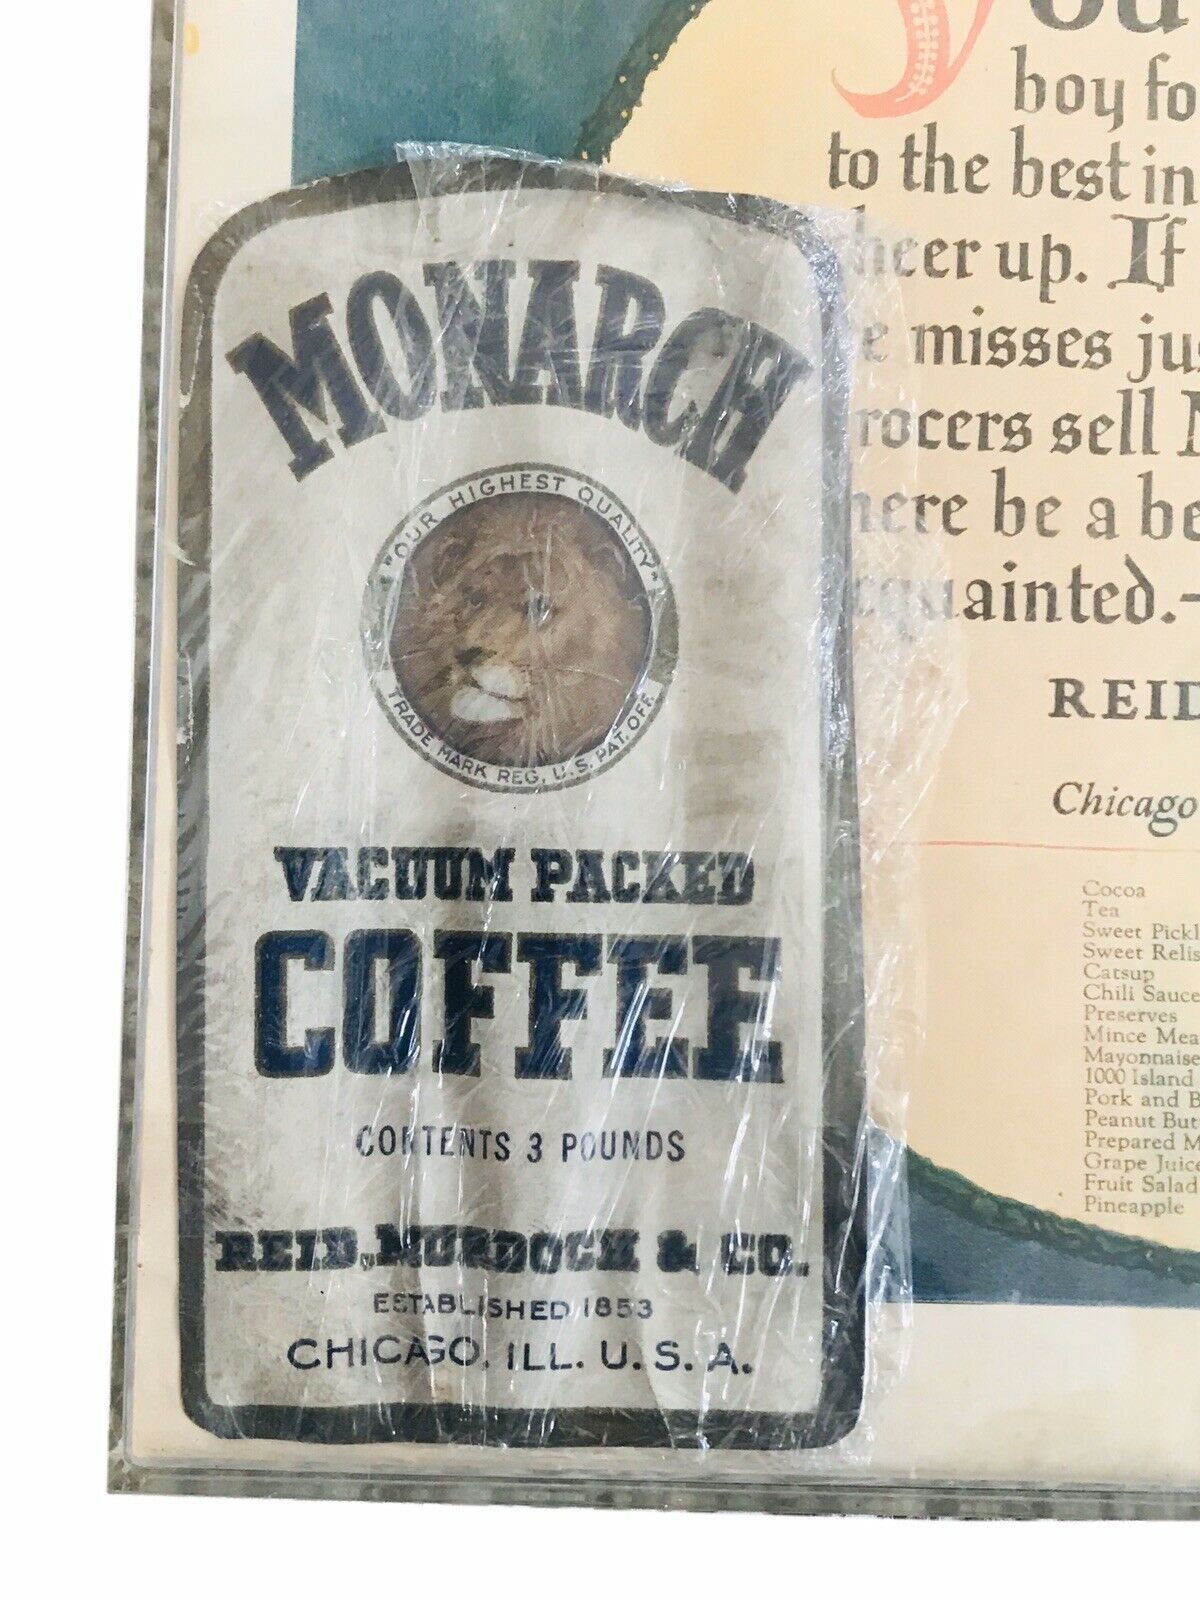 MONARCH
"OUR HIGHEST QUALITY"
TRADE MARK REG. U.S. PAT. OFF.
VACUUM PACKED
COFFEE
CONTENTS 3 POUNDS
REID, MURDOCH & CO.
ESTABLISHED 1853
CHICAGO, ILL. U.S.A.
You
boy fo
to the best in
heer up. If
e misses jus
rocers sell
here be a be
acquainted.-
REID
Chicago
Cocoa
Tea
Sweet Pickl
Sweet Relis
Catsup
Chili Sauce
Preserves
Mince Mea
Mayonnaise
1000 Island
Pork and B
Peanut But
Prepared M
Grape Juice
Fruit Salad
Pineapple